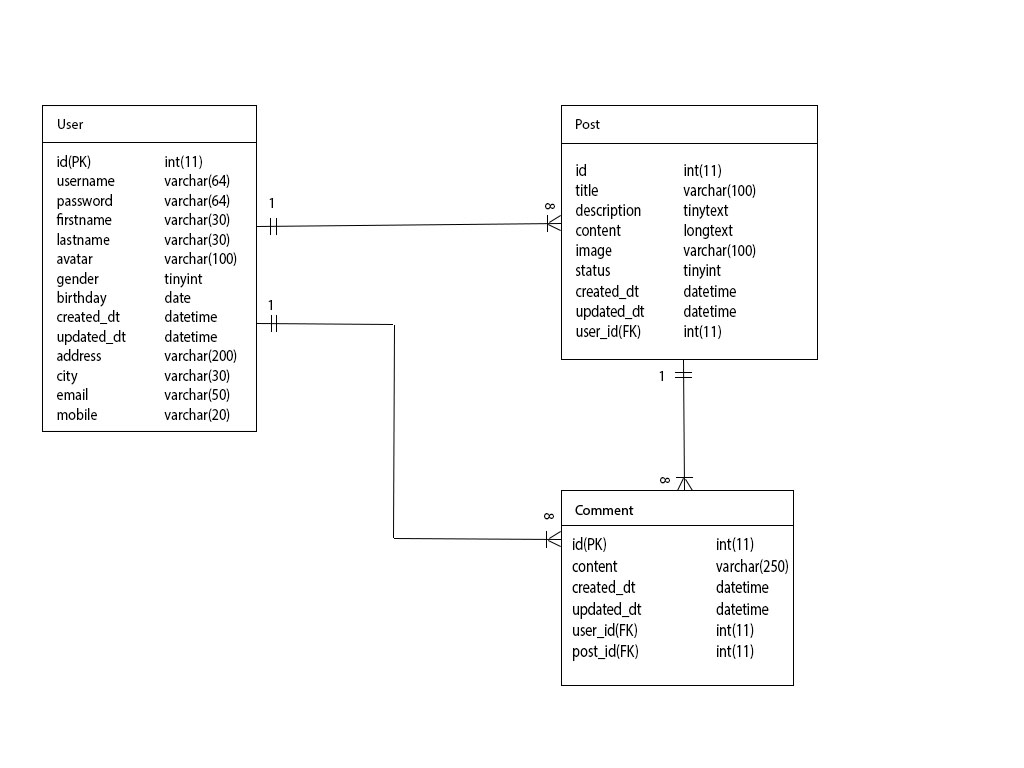 User
id(PK) int(11)
username varchar(64)
password varchar(64)
firstname varchar(30)
lastname varchar(30)
avatar varchar(100)
gender tinyint
birthday date
created_dt datetime
updated_dt datetime
address varchar(200)
city varchar(30)
email varchar(50)
mobile varchar(20)
1
∞
1
∞
Post
id int(11)
title varchar(100)
description tinytext
content longtext
image varchar(100)
status tinyint
created_dt datetime
updated_dt datetime
user_id(FK) int(11)
1
∞
Comment
id(PK) int(11)
content varchar(250)
created_dt datetime
updated_dt datetime
user_id(FK) int(11)
post_id(FK) int(11)